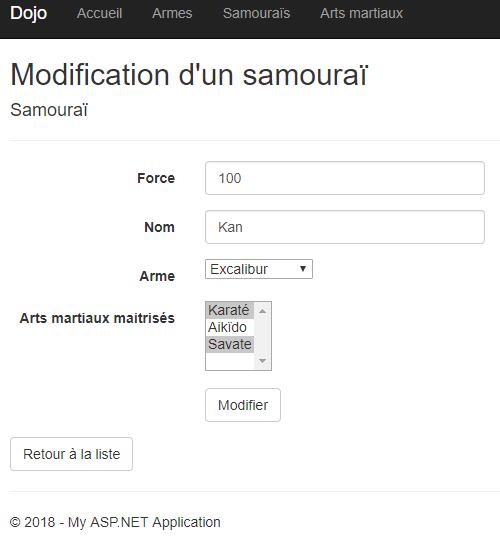 Dojo Accueil Armes Samouraïs Arts martiaux
Modification d'un samouraï
Samouraï
Force 100
Nom Kan
Arme Excalibur
Arts martiaux maitrisés Karaté
Aikïdo
Savate
Modifier
Retour à la liste
© 2018 - My ASP.NET Application